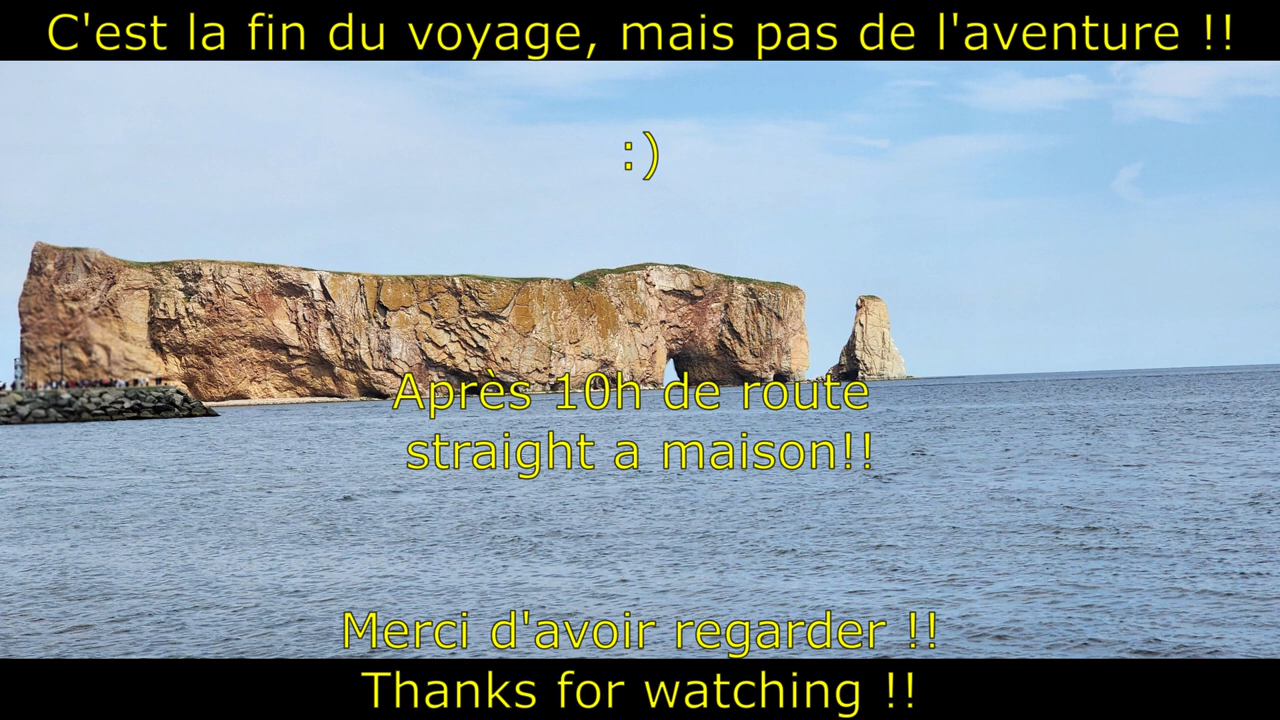 C'est la fin du voyage, mais pas de l'aventure !!
:)
Après 10h de route
straight a maison!!
Merci d'avoir regarder !!
Thanks for watching !!